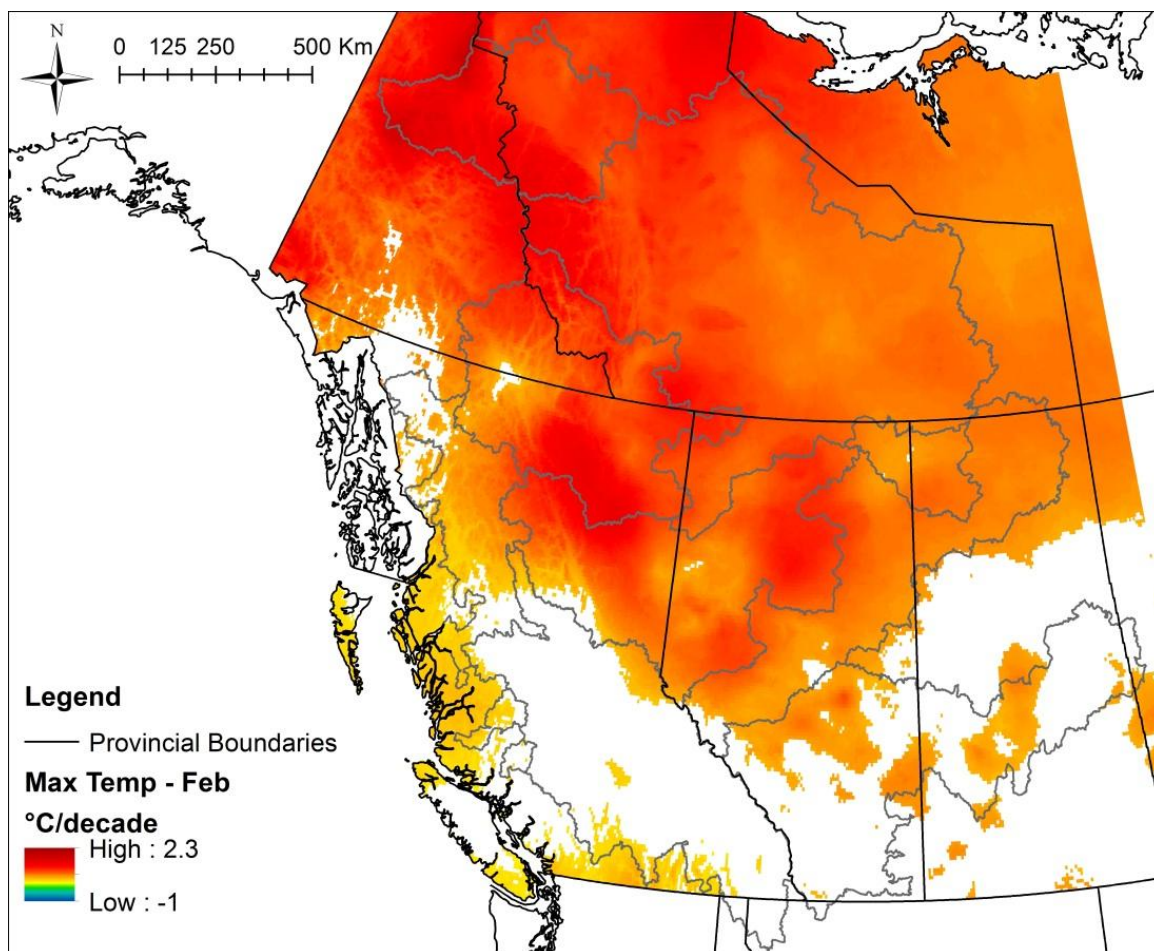 N
0 125 250 500 Km
Legend
Provincial Boundaries
Max Temp - Feb
°C/decade
High : 2.3
Low : -1